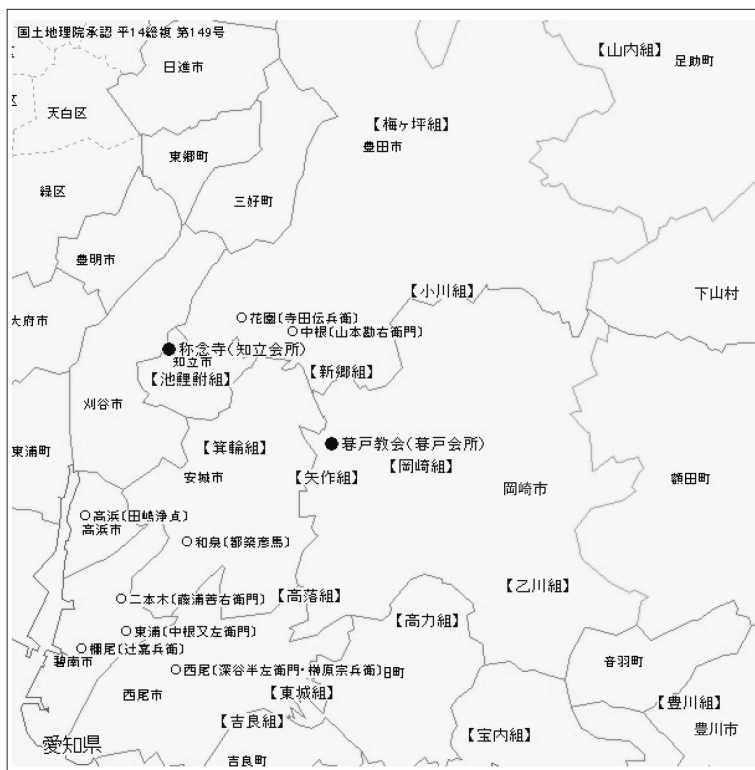 国土地理院承認 平14総複 第149号
【山内組】
足助町
日進市
天白区
【梅ヶ坪組】
豊田市
東郷町
緑区
三好町
豊明市
下山村
【小川組】
大府市
花園〔寺田伝兵衛〕
中根〔山本勘右衛門〕
称念寺(知立会所)
知立市
【池鯉鮒組】
【新郷組】
刈谷市
東浦町
【箕輪組】
暮戸教会(暮戸会所)
【岡崎組】
安城市
【矢作組】
岡崎市
額田町
高浜〔田嶋浄貞〕
高浜市
和泉〔都築彦馬〕
二本木〔藤浦善右衛門〕
【高落組】
【乙川組】
【高力組】
東浦〔中根又左衛門〕
棚尾〔辻嘉兵衛〕
碧南市
音羽町
西尾〔深谷半左衛門・榊原宗兵衛〕
日町
西尾市
【東城組】
【豊川組】
【吉良組】
豊川市
【宝内組】
愛知県
吉良町